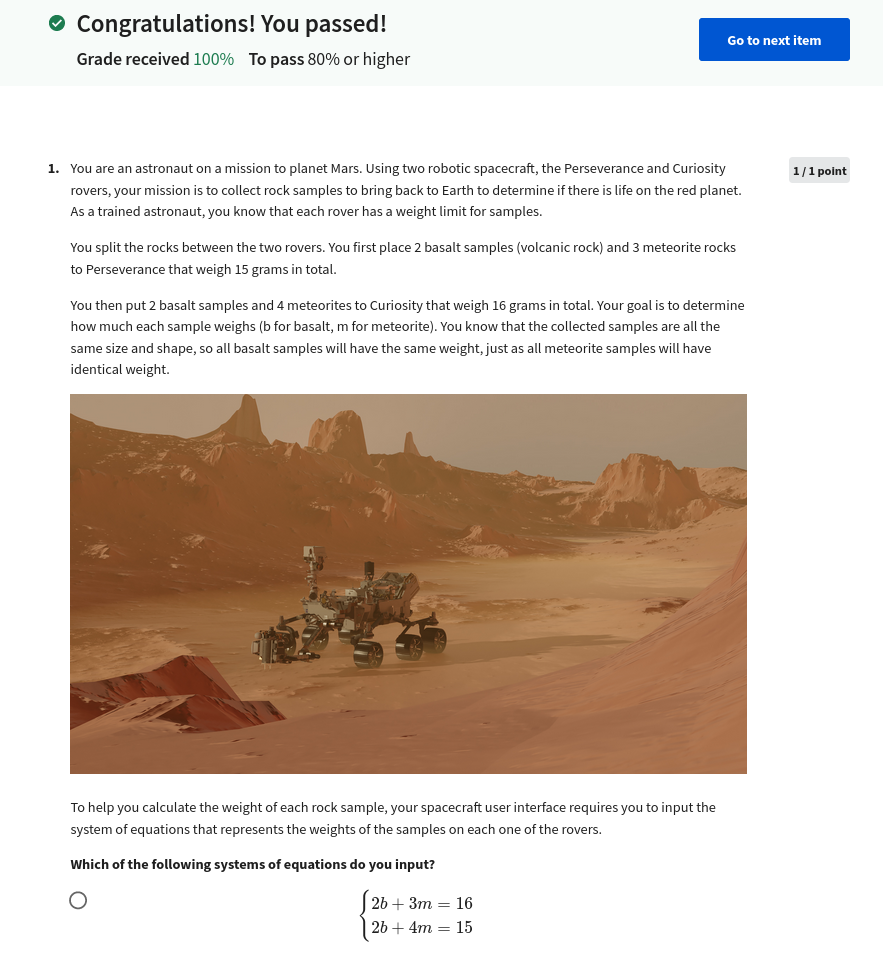 Congratulations! You passed!
Grade received 100% To pass 80% or higher
Go to next item
1. You are an astronaut on a mission to planet Mars. Using two robotic spacecraft, the Perseverance and Curiosity
1 / 1 point
rovers, your mission is to collect rock samples to bring back to Earth to determine if there is life on the red planet.
As a trained astronaut, you know that each rover has a weight limit for samples.
You split the rocks between the two rovers. You first place 2 basalt samples (volcanic rock) and 3 meteorite rocks
to Perseverance that weigh 15 grams in total.
You then put 2 basalt samples and 4 meteorites to Curiosity that weigh 16 grams in total. Your goal is to determine
how much each sample weighs (b for basalt, m for meteorite). You know that the collected samples are all the
same size and shape, so all basalt samples will have the same weight, just as all meteorite samples will have
identical weight.
To help you calculate the weight of each rock sample, your spacecraft user interface requires you to input the
system of equations that represents the weights of the samples on each one of the rovers.
Which of the following systems of equations do you input?
2b + 3m = 16
2b + 4m = 15